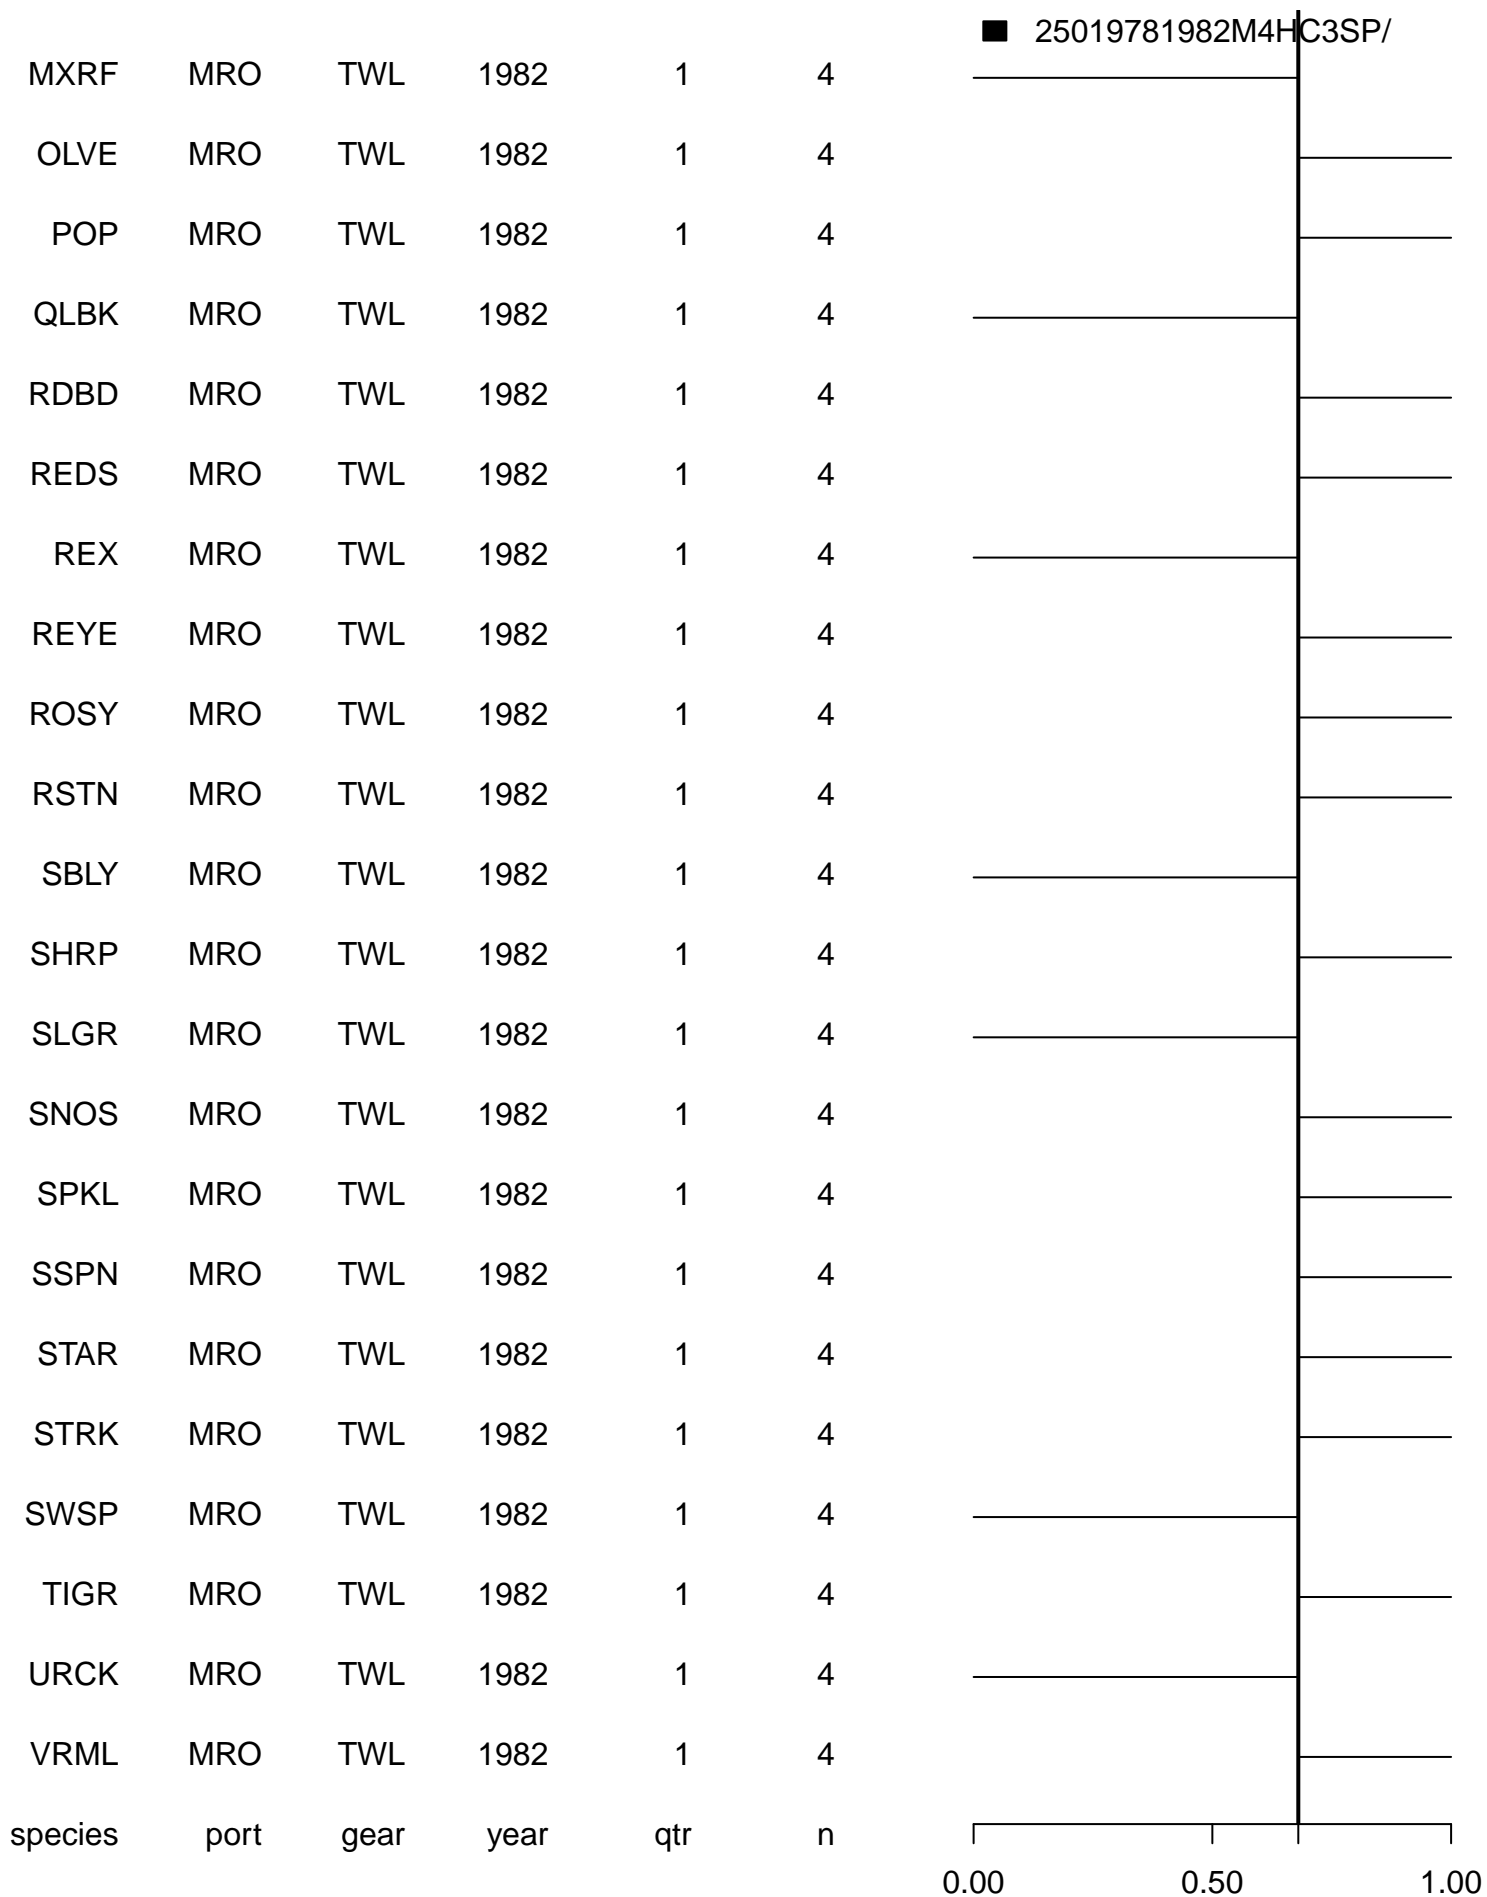 25019781982M4HC3SP/
MXRF MRO TWL 1982 1 4
OLVE MRO TWL 1982 1 4
POP MRO TWL 1982 1 4
QLBK MRO TWL 1982 1 4
RDBD MRO TWL 1982 1 4
REDS MRO TWL 1982 1 4
REX MRO TWL 1982 1 4
REYE MRO TWL 1982 1 4
ROSY MRO TWL 1982 1 4
RSTN MRO TWL 1982 1 4
SBLY MRO TWL 1982 1 4
SHRP MRO TWL 1982 1 4
SLGR MRO TWL 1982 1 4
SNOS MRO TWL 1982 1 4
SPKL MRO TWL 1982 1 4
SSPN MRO TWL 1982 1 4
STAR MRO TWL 1982 1 4
STRK MRO TWL 1982 1 4
SWSP MRO TWL 1982 1 4
TIGR MRO TWL 1982 1 4
URCK MRO TWL 1982 1 4
VRML MRO TWL 1982 1 4
species port gear year qtr n
0.00 0.50 1.00